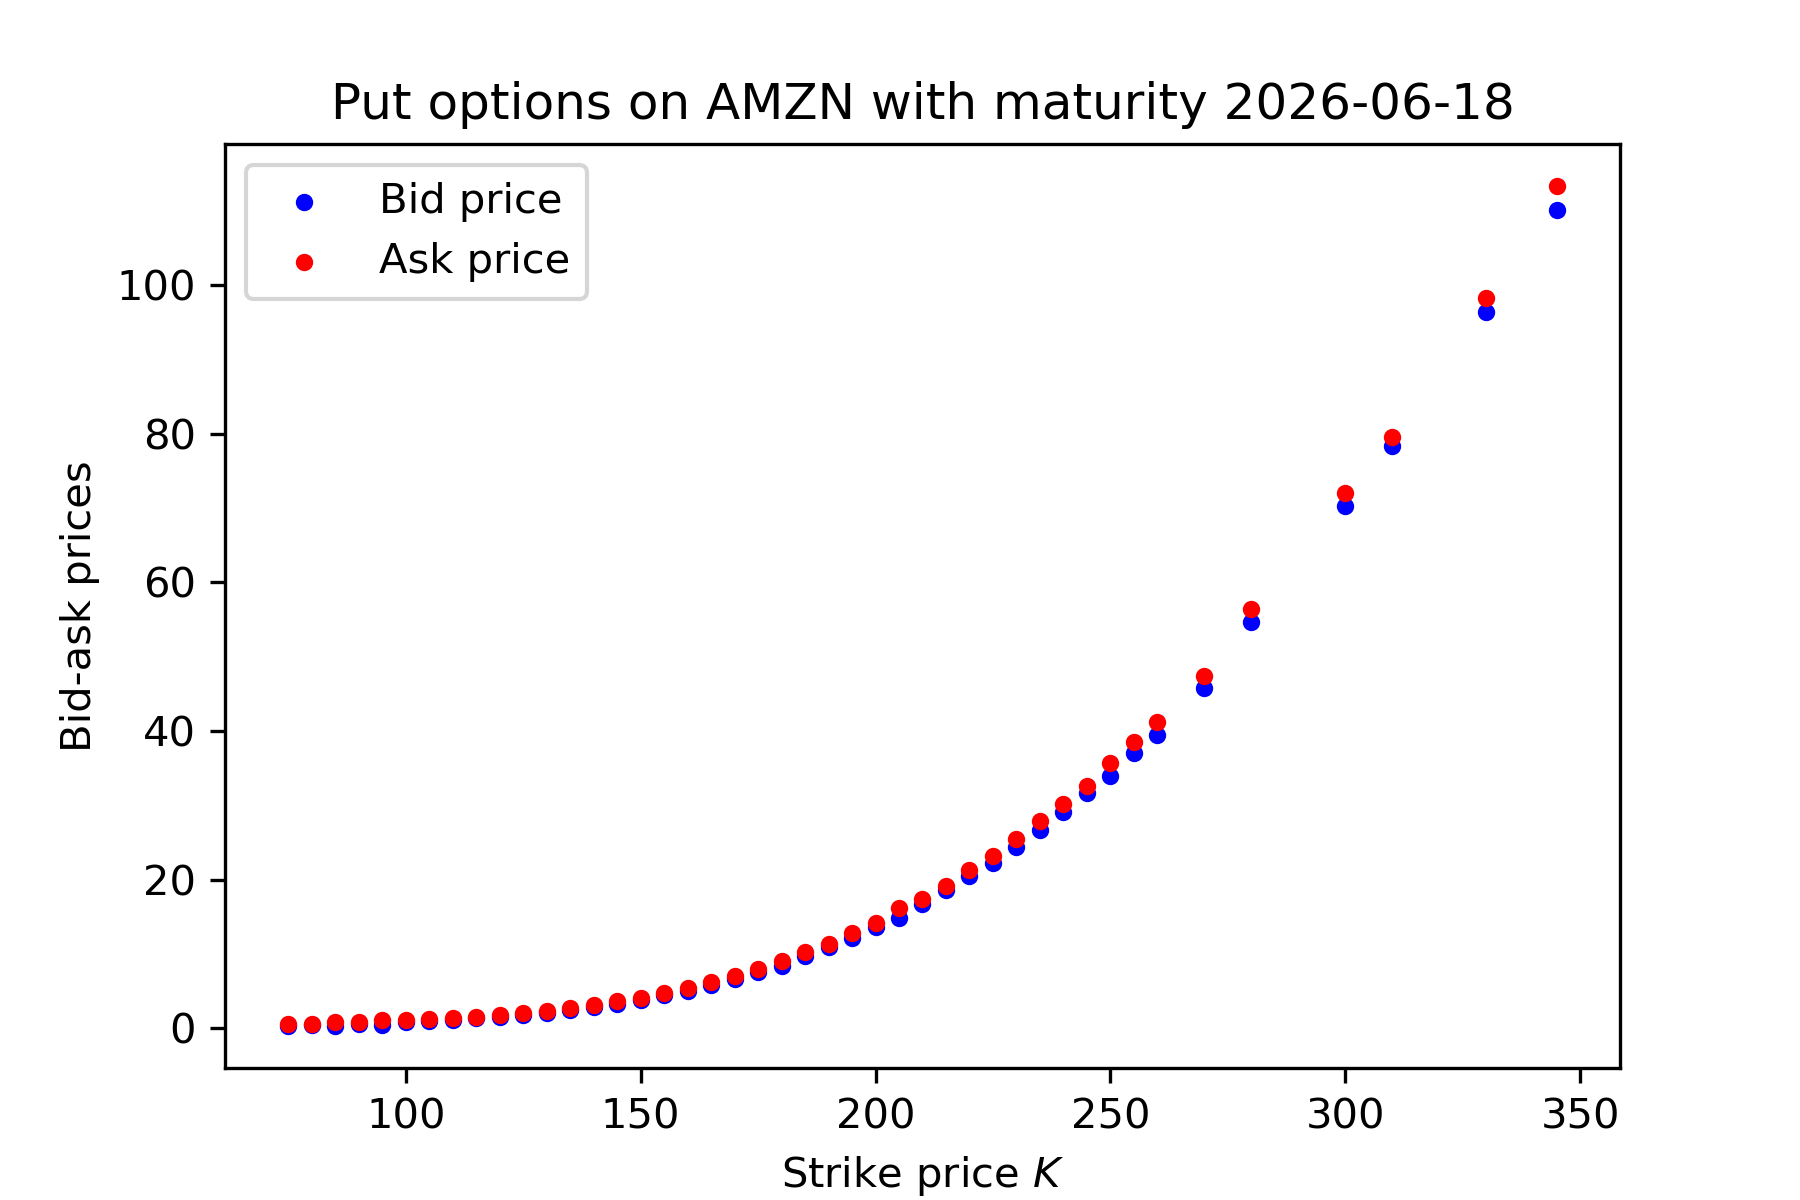 Put options on AMZN with maturity 2026-06-18
Bid price
Ask price
Bid-ask prices
100
80
60
40
20
0
100 150 200 250 300 350
Strike price K